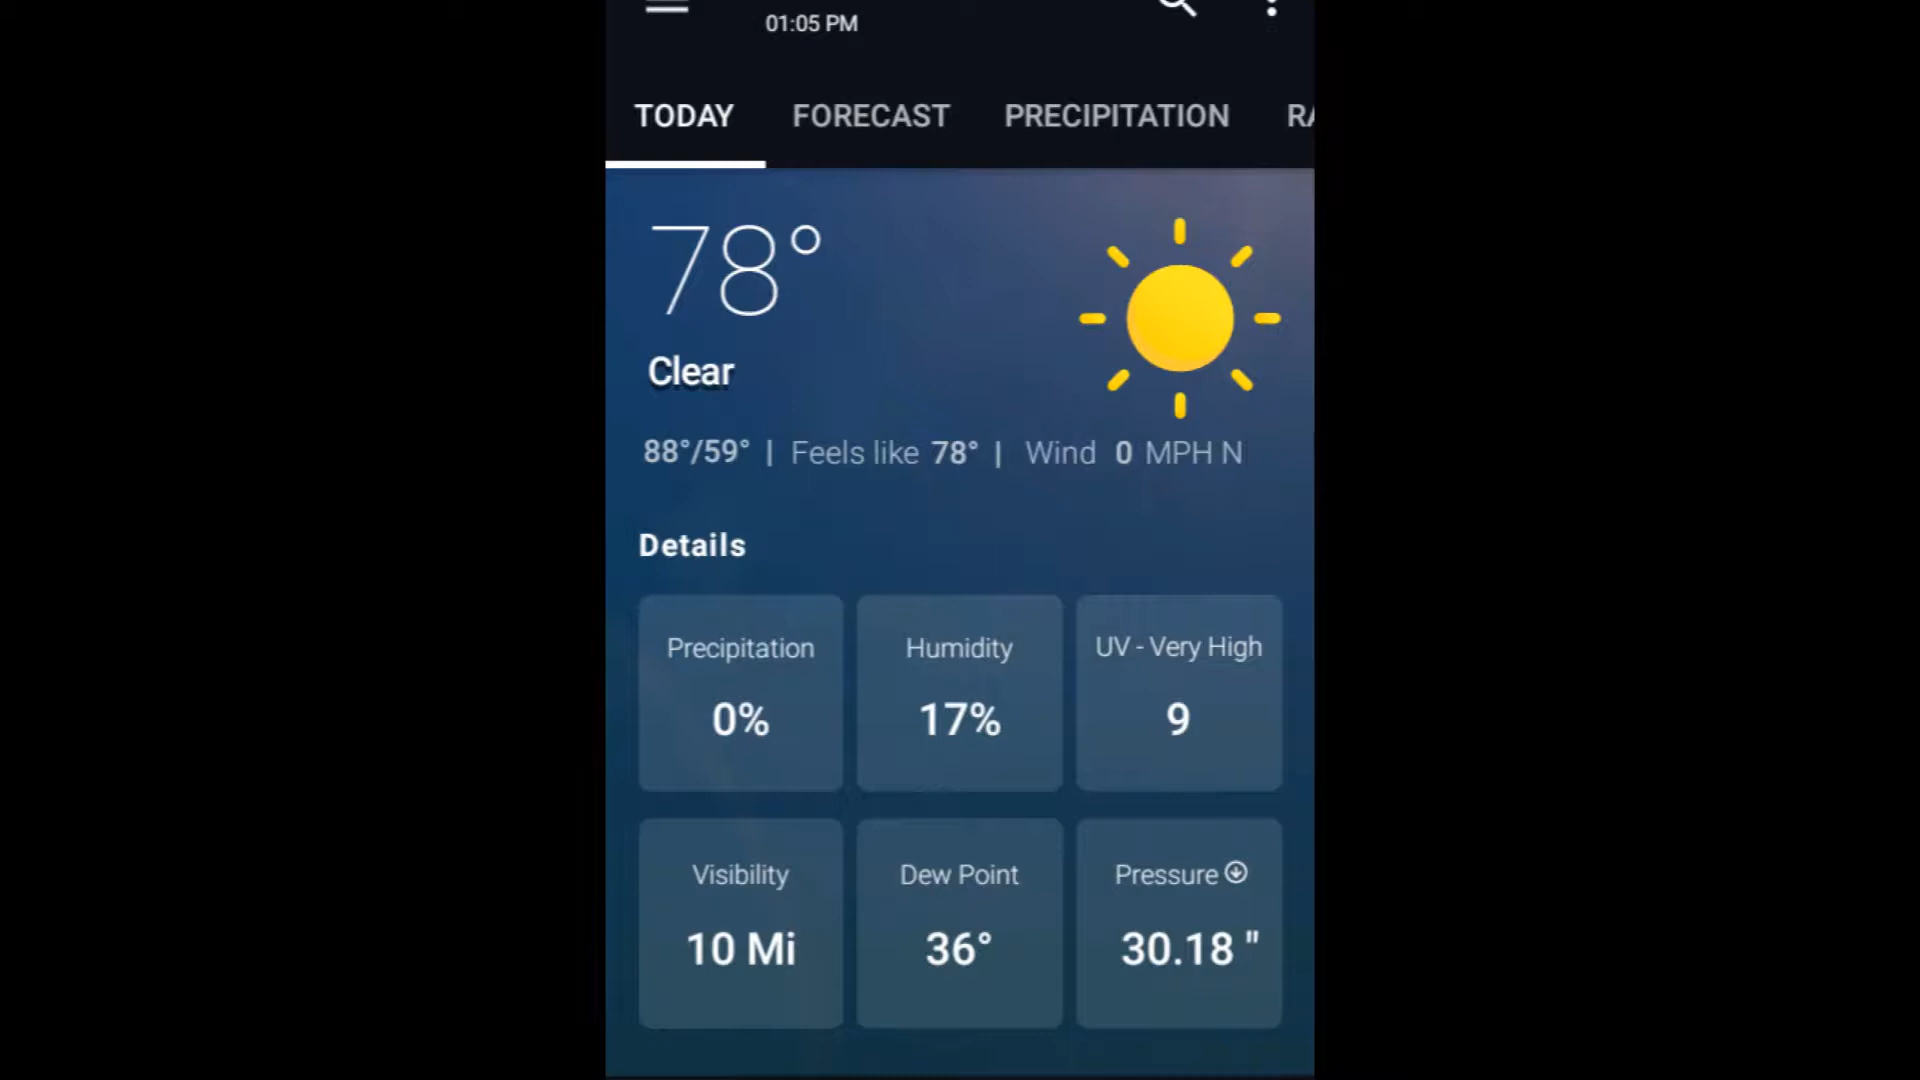 01:05 PM
TODAY FORECAST PRECIPITATION RA
78°
Clear
88°/59° | Feels like 78° | Wind 0 MPH N
Details
Precipitation Humidity UV - Very High
0% 17% 9
Visibility Dew Point Pressure
10 Mi 36° 30.18 "